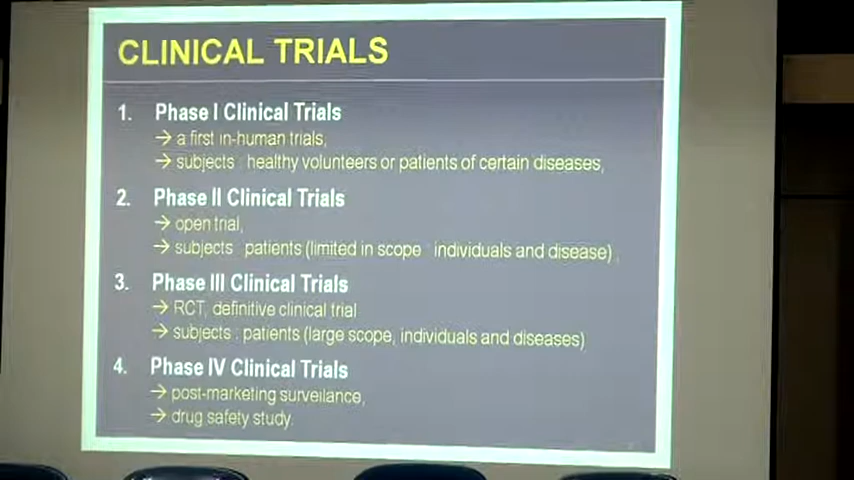 CLINICAL TRIALS
1. Phase I Clinical Trials
→ a first in-human trials,
→ subjects : healthy volunteers or patients of certain diseases,
2. Phase II Clinical Trials
→ open trial,
→ subjects : patients (limited in scope : individuals and disease),
3. Phase III Clinical Trials
→ RCT, definitive clinical trial
→ subjects : patients (large scope, individuals and diseases)
4. Phase IV Clinical Trials
→ post-marketing surveilance,
→ drug safety study.